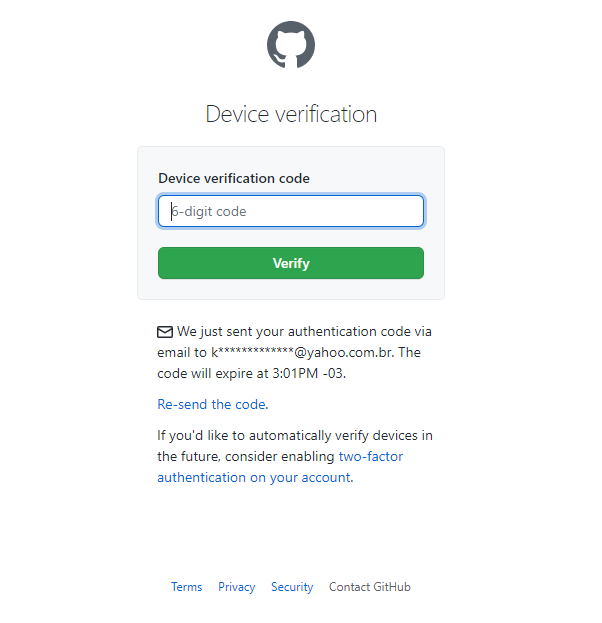 Device verification
Device verification code
6-digit code
Verify
We just sent your authentication code via
email to k*************@yahoo.com.br. The
code will expire at 3:01PM -03.
Re-send the code.
If you'd like to automatically verify devices in
the future, consider enabling two-factor
authentication on your account.
Terms Privacy Security Contact GitHub